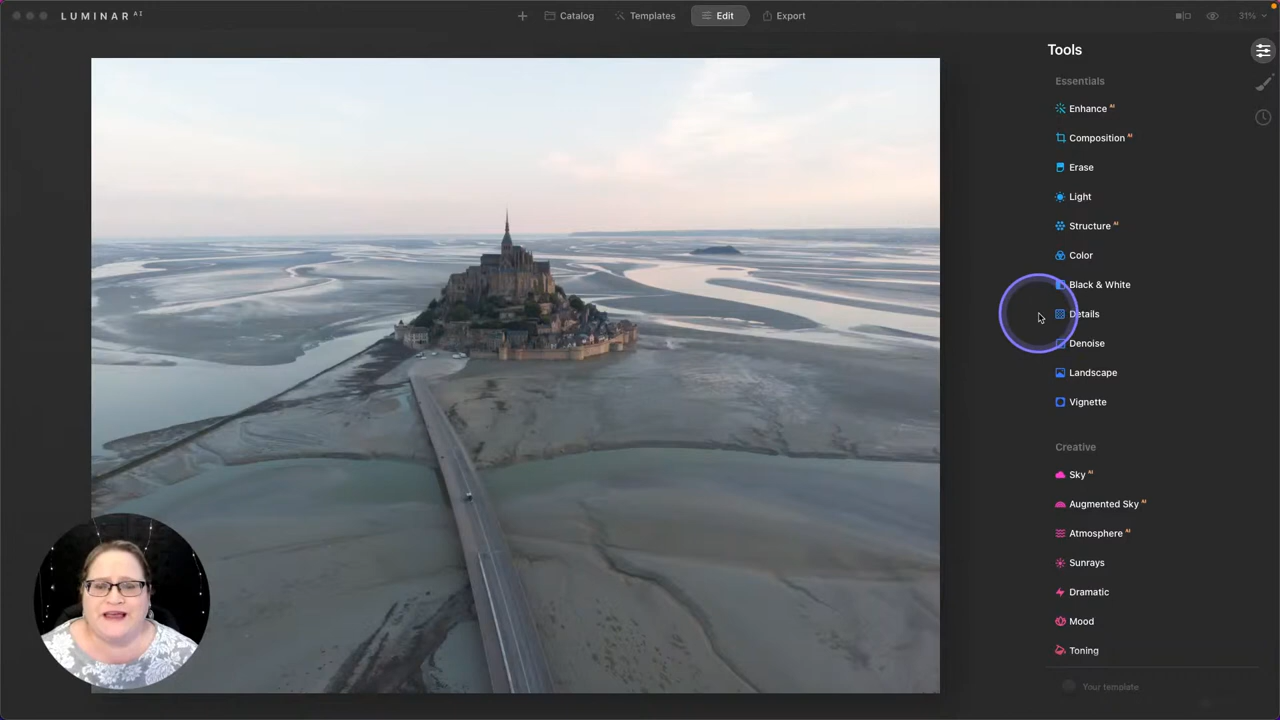 LUMINAR AI
Catalog
Templates
Edit
Export
31%
Tools
Essentials
Enhance AI
Composition AI
Erase
Light
Structure AI
Color
Black & White
Details
Denoise
Landscape
Vignette
Creative
Sky AI
Augmented Sky AI
Atmosphere AI
Sunrays
Dramatic
Mood
Toning
Your template